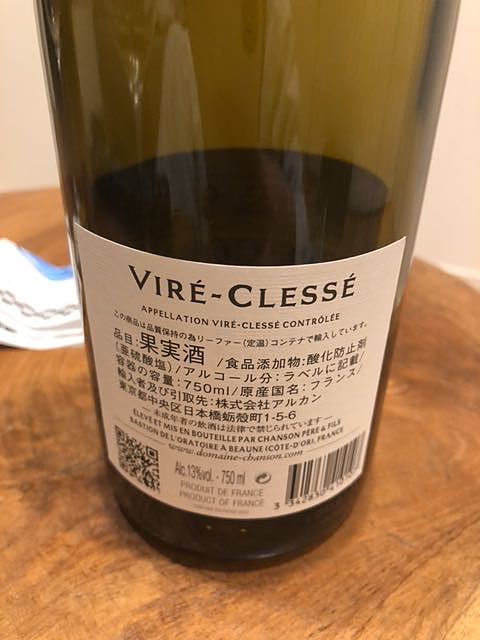 VIRÉ-CLESSÉ
APPELLATION VIRÉ-CLESSÉ CONTRÔLÉE
この商品は品質保持の為リーファー(定温)コンテナで輸入しています。
品目:果実酒 /食品添加物:酸化防止剤
(亜硫酸塩)/アルコール分:ラベルに記載/
容器の容量:750ml/原産国名:フランス/
輸入者及び引取先:株式会社アルカン
東京都中央区日本橋蛎殻町1-5-6
未成年者の飲酒は法律で禁じられています
ÉLEVÉ ET MIS EN BOUTEILLE PAR CHANSON PÈRE & FILS
BASTION DE L'ORATOIRE À BEAUNE (CÔTE-D'OR), FRANCE
www.domaine-chanson.com
Alc.13%vol. - 750 ml
PRODUIT DE FRANCE
PRODUCT OF FRANCE